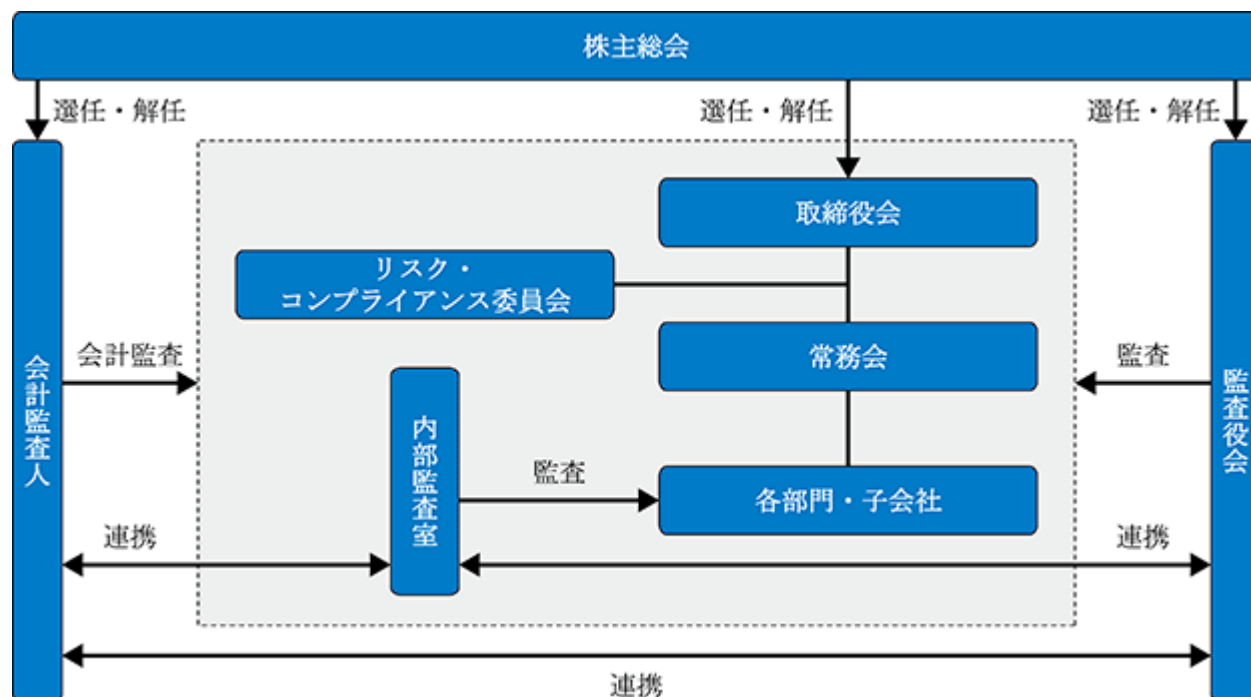 株主総会
選任・解任
選任・解任
選任・解任
取締役会
リスク・
コンプライアンス委員会
常務会
会計監査
監査
会計監査人
監査役会
内部監査室
監査
各部門・子会社
連携
連携
連携